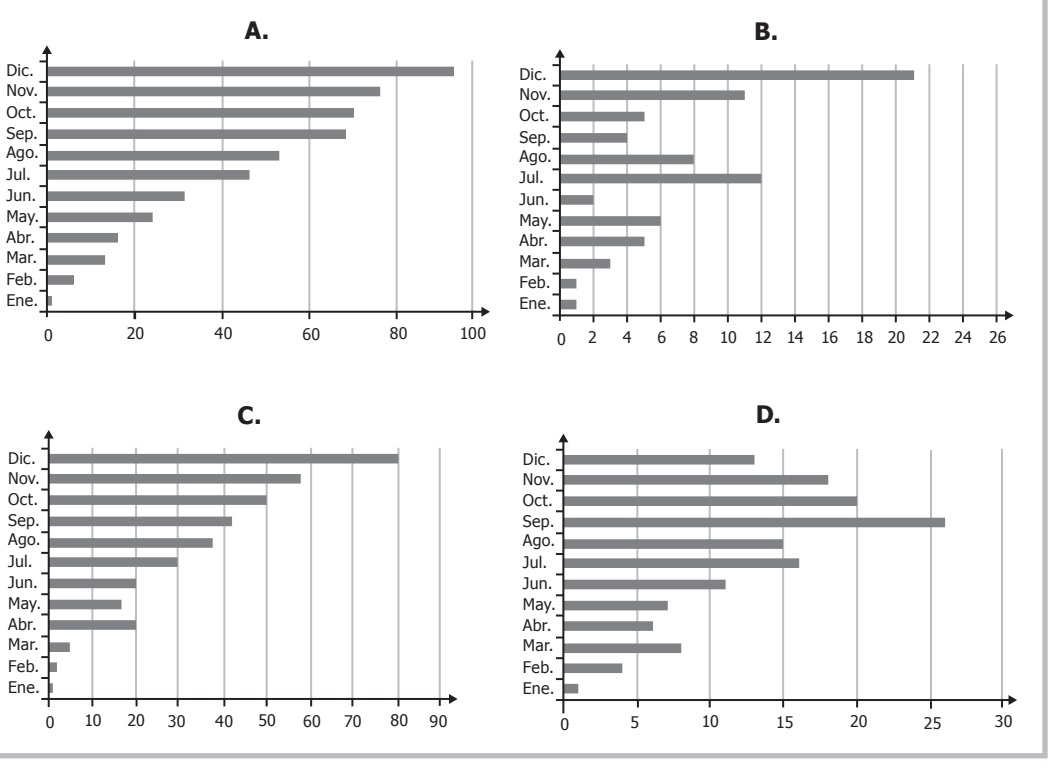 A.
Dic.
Nov.
Oct.
Sep.
Ago.
Jul.
Jun.
May.
Abr.
Mar.
Feb.
Ene.
0 20 40 60 80 100
B.
Dic.
Nov.
Oct.
Sep.
Ago.
Jul.
Jun.
May.
Abr.
Mar.
Feb.
Ene.
0 2 4 6 8 10 12 14 16 18 20 22 24 26
C.
Dic.
Nov.
Oct.
Sep.
Ago.
Jul.
Jun.
May.
Abr.
Mar.
Feb.
Ene.
0 10 20 30 40 50 60 70 80 90
D.
Dic.
Nov.
Oct.
Sep.
Ago.
Jul.
Jun.
May.
Abr.
Mar.
Feb.
Ene.
0 5 10 15 20 25 30